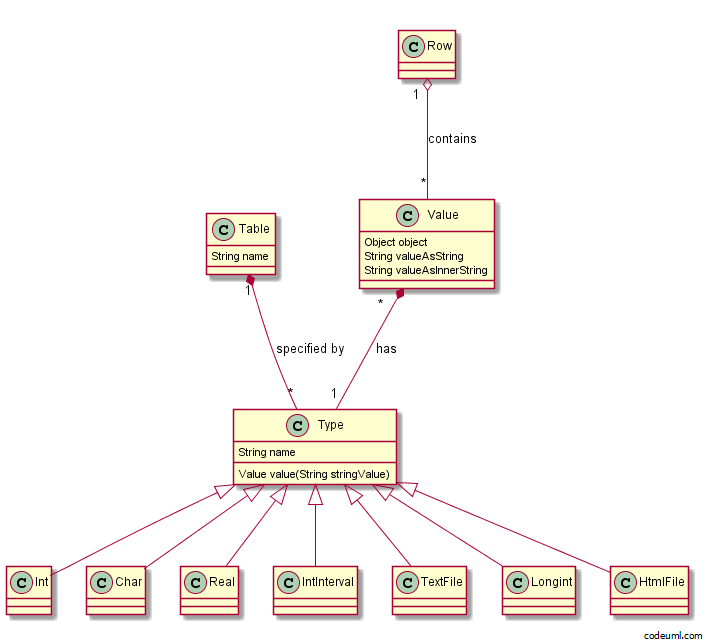 C Row
1
contains
*
C Table
String name
C Value
Object object
String valueAsString
String valueAsInnerString
1
*
specified by
has
*
1
C Type
String name
Value value(String stringValue)
C Int
C Char
C Real
C IntInterval
C TextFile
C Longint
C HtmlFile
codeuml.com